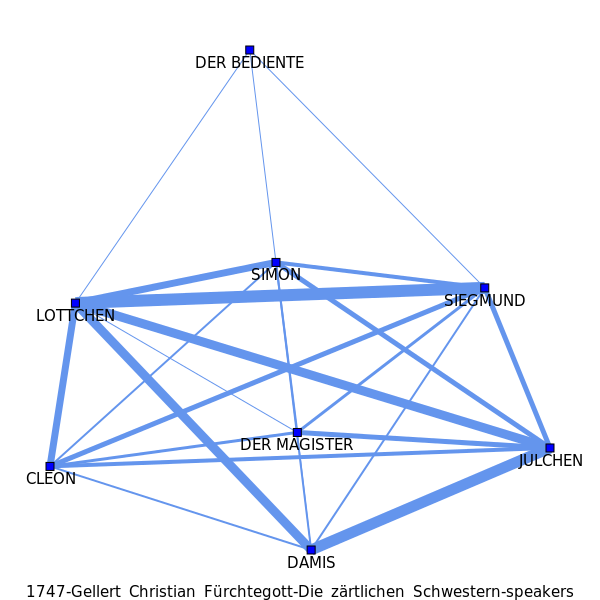 DER BEDIENTE
SIMON
SIEGMUND
LOTTCHEN
DER MAGISTER
JULCHEN
CLEON
DAMIS
1747-Gellert Christian Fürchtegott-Die zärtlichen Schwestern-speakers